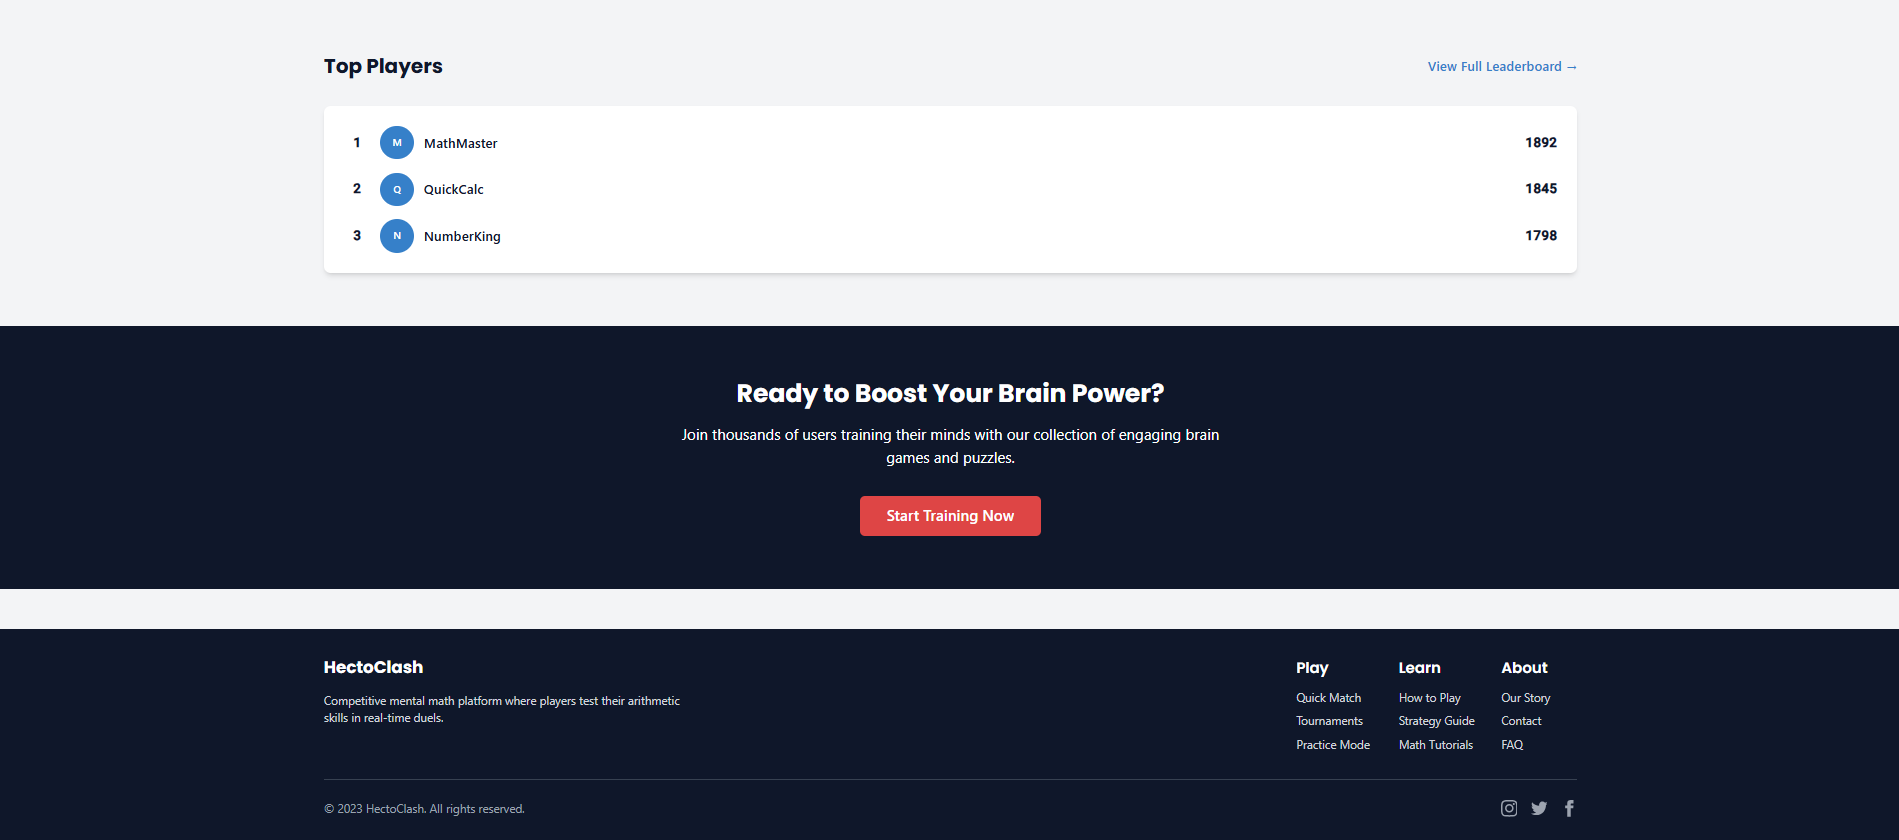 Top Players
View Full Leaderboard →
1 M MathMaster 1892
2 Q QuickCalc 1845
3 N NumberKing 1798
Ready to Boost Your Brain Power?
Join thousands of users training their minds with our collection of engaging brain
games and puzzles.
Start Training Now
HectoClash
Competitive mental math platform where players test their arithmetic
skills in real-time duels.
Play
Quick Match
Tournaments
Practice Mode
Learn
How to Play
Strategy Guide
Math Tutorials
About
Our Story
Contact
FAQ
© 2023 HectoClash. All rights reserved.